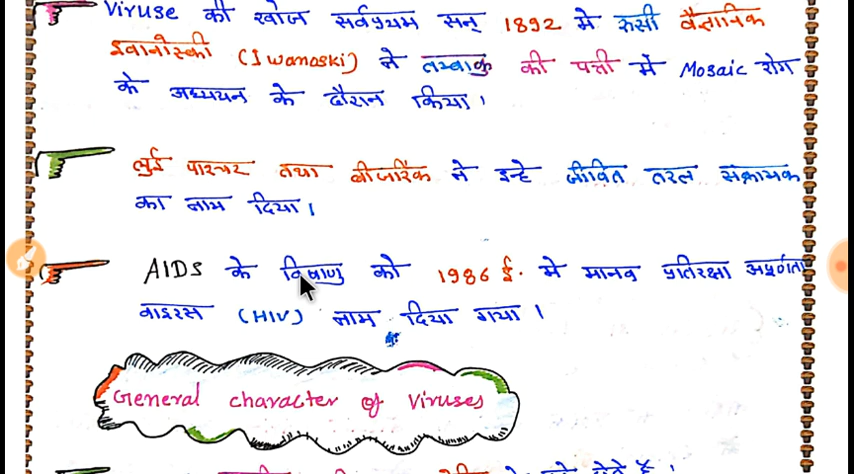 Viruse की खोज सर्वप्रथम सन् 1892 मे रूसी वैज्ञानिक
इवानोस्की (Iwanoski) ने तम्बाकु की पत्ती में Mosaic रोग
के अध्ययन के दौरान किया।
लुई पाश्चर तथा बीजरिंक ने इन्हे जीवित तरल संक्रामक
का नाम दिया।
AIDS के विषाणु को 1986 ई. मे मानव प्रतिरक्षा अपूर्णता
वाइरस (HIV) नाम दिया गया।
General character of Viruses